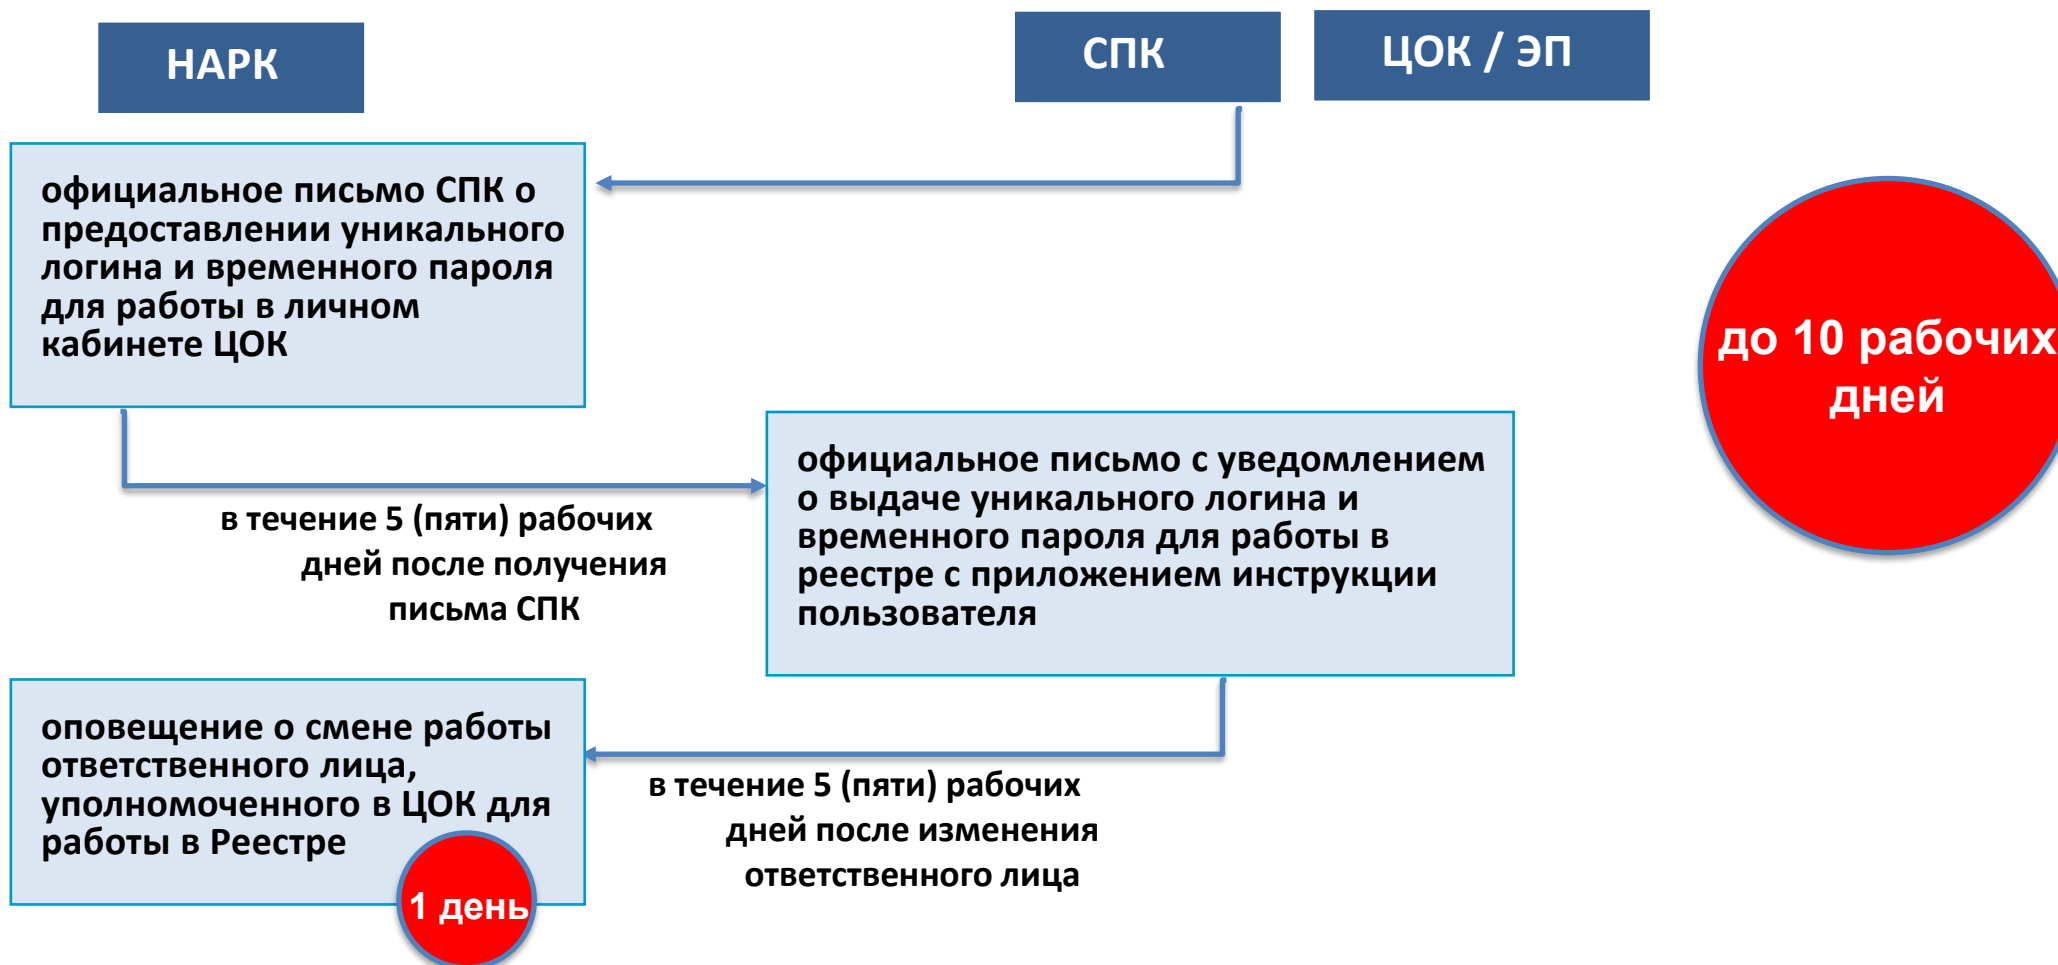 НАРК
СПК
ЦОК / ЭП
официальное письмо СПК о
предоставлении уникального
логина и временного пароля
для работы в личном
кабинете ЦОК
до 10 рабочих
дней
официальное письмо с уведомлением
о выдаче уникального логина и
временного пароля для работы в
реестре с приложением инструкции
пользователя
в течение 5 (пяти) рабочих
дней после получения
письма СПК
оповещение о смене работы
ответственного лица,
уполномоченного в ЦОК для
работы в Реестре
1 день
в течение 5 (пяти) рабочих
дней после изменения
ответственного лица